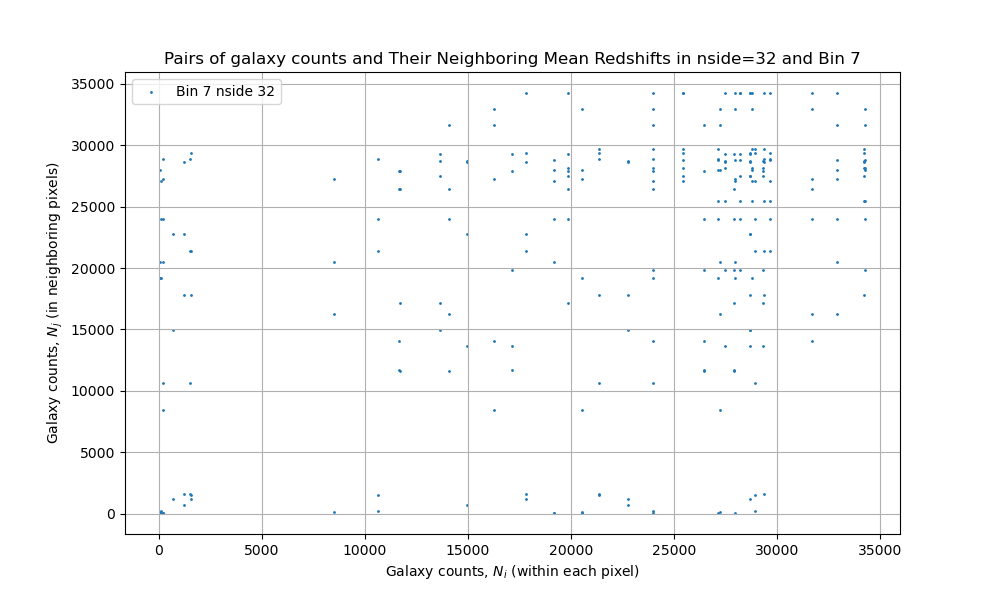 Pairs of galaxy counts and Their Neighboring Mean Redshifts in nside=32 and Bin 7
Bin 7 nside 32
35000
30000
25000
20000
15000
10000
5000
0
Galaxy counts, Nj (in neighboring pixels)
0 5000 10000 15000 20000 25000 30000 35000
Galaxy counts, Ni (within each pixel)